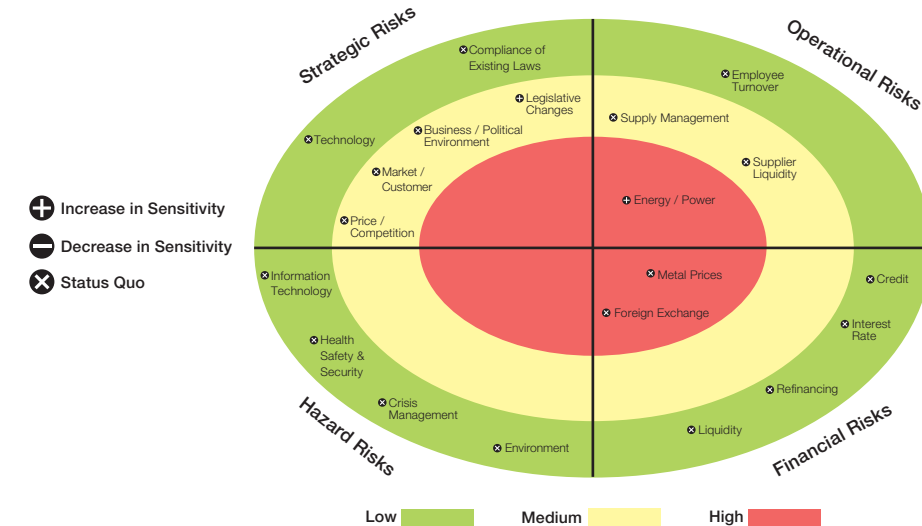 Strategic Risks
Operational Risks
Compliance of
Existing Laws
Employee
Turnover
Legislative
Changes
Supply Management
Business / Political
Environment
Technology
Market /
Customer
Supplier
Liquidity
Energy / Power
Price /
Competition
Increase in Sensitivity
Decrease in Sensitivity
Status Quo
Information
Technology
Metal Prices
Credit
Foreign Exchange
Interest
Rate
Health
Safety &
Security
Refinancing
Crisis
Management
Liquidity
Environment
Hazard Risks
Financial Risks
Low
Medium
High